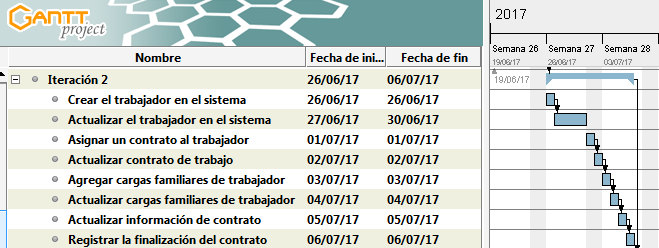 GANTT
project
2017
Nombre Fecha de ini... Fecha de fin
Semana 26 Semana 27 Semana 28
19/06/17 26/06/17 03/07/17
19/06/17
Iteración 2 26/06/17 06/07/17
Crear el trabajador en el sistema 26/06/17 26/06/17
Actualizar el trabajador en el sistema 27/06/17 30/06/17
Asignar un contrato al trabajador 01/07/17 01/07/17
Actualizar contrato de trabajo 02/07/17 02/07/17
Agregar cargas familiares de trabajador 03/07/17 03/07/17
Actualizar cargas familiares de trabajador 04/07/17 04/07/17
Actualizar información de contrato 05/07/17 05/07/17
Registrar la finalización del contrato 06/07/17 06/07/17